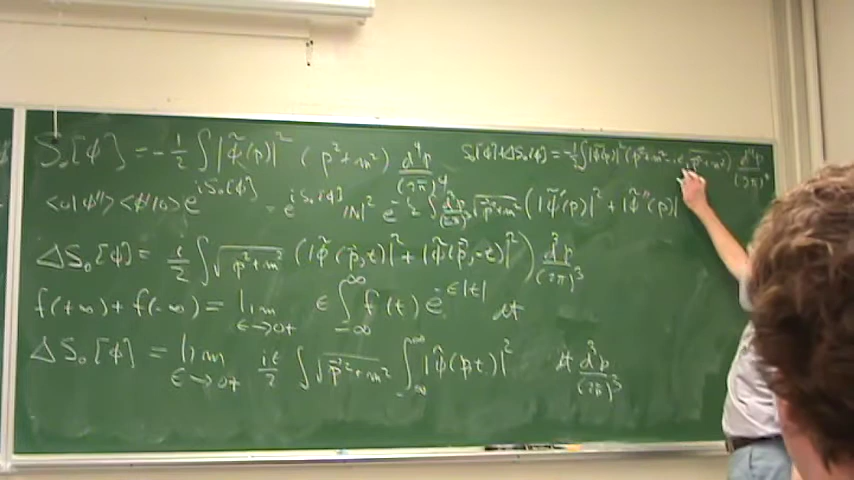 S₀[ϕ] = -1/2 ∫ |ϕ̃(p)|² (p² + m²) d⁴p/(2π)⁴
S₀[ϕ] + ΔS₀[ϕ] = -1/2 ∫ |ϕ̃(p)|² (p² + m² - iε √p⃗² + m²) d⁴p/(2π)⁴
<0|ϕ''><ϕ'|0> e^{iS₀[ϕ]} = e^{iS₀[ϕ]} |N|² e^{-1/2 ∫ d³p/(2π)³ √p⃗² + m² (|ϕ̃'(p)|² + |ϕ̃''(p)|
ΔS₀[ϕ] = i/2 ∫ √p⃗² + m² (|ϕ̃(p⃗,t)|² + |ϕ̃(p⃗,-t)|²) d³p/(2π)³
f(+∞) + f(-∞) = lim_{ε→0+} ε ∫_{-∞}^{∞} f(t) e^{-ε|t|} dt
ΔS₀[ϕ] = lim_{ε→0+} iε/2 ∫ √p⃗² + m² ∫_{-∞}^{+∞} |ϕ̃(p,t)|² dt d³p/(2π)³